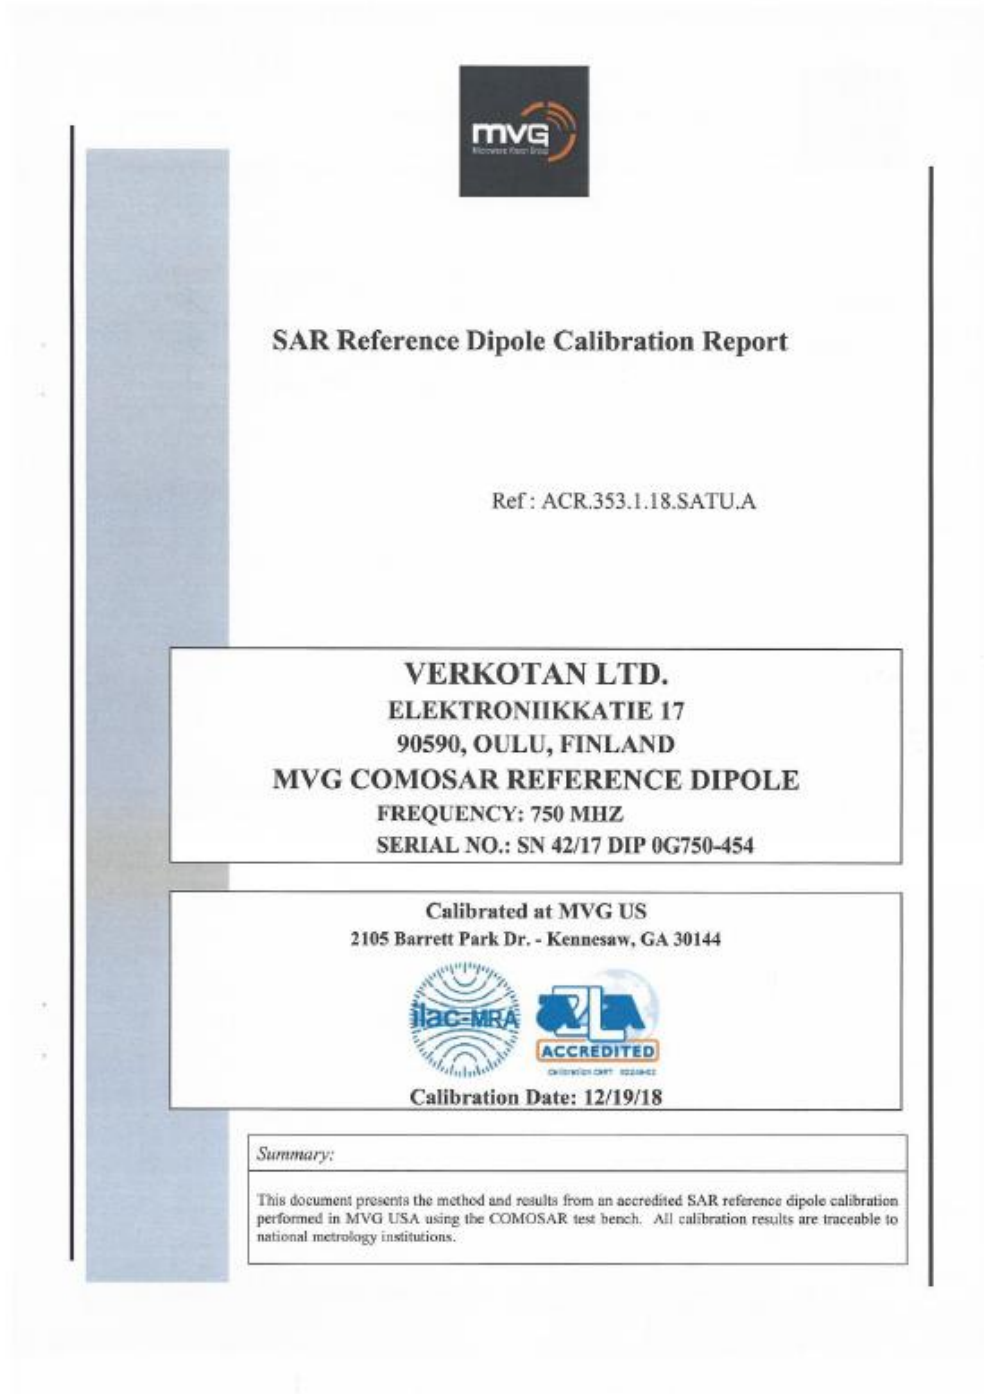 mvg
Microwave Vision Group
SAR Reference Dipole Calibration Report
Ref : ACR.353.1.18.SATU.A
VERKOTAN LTD.
ELEKTRONIIKKATIE 17
90590, OULU, FINLAND
MVG COMOSAR REFERENCE DIPOLE
FREQUENCY: 750 MHZ
SERIAL NO.: SN 42/17 DIP 0G750-454
Calibrated at MVG US
2105 Barrett Park Dr. - Kennesaw, GA 30144
ilac-MRA
A2LA
ACCREDITED
Calibration Date: 12/19/18
Summary:
This document presents the method and results from an accredited SAR reference dipole calibration
performed in MVG USA using the COMOSAR test bench. All calibration results are traceable to
national metrology institutions.